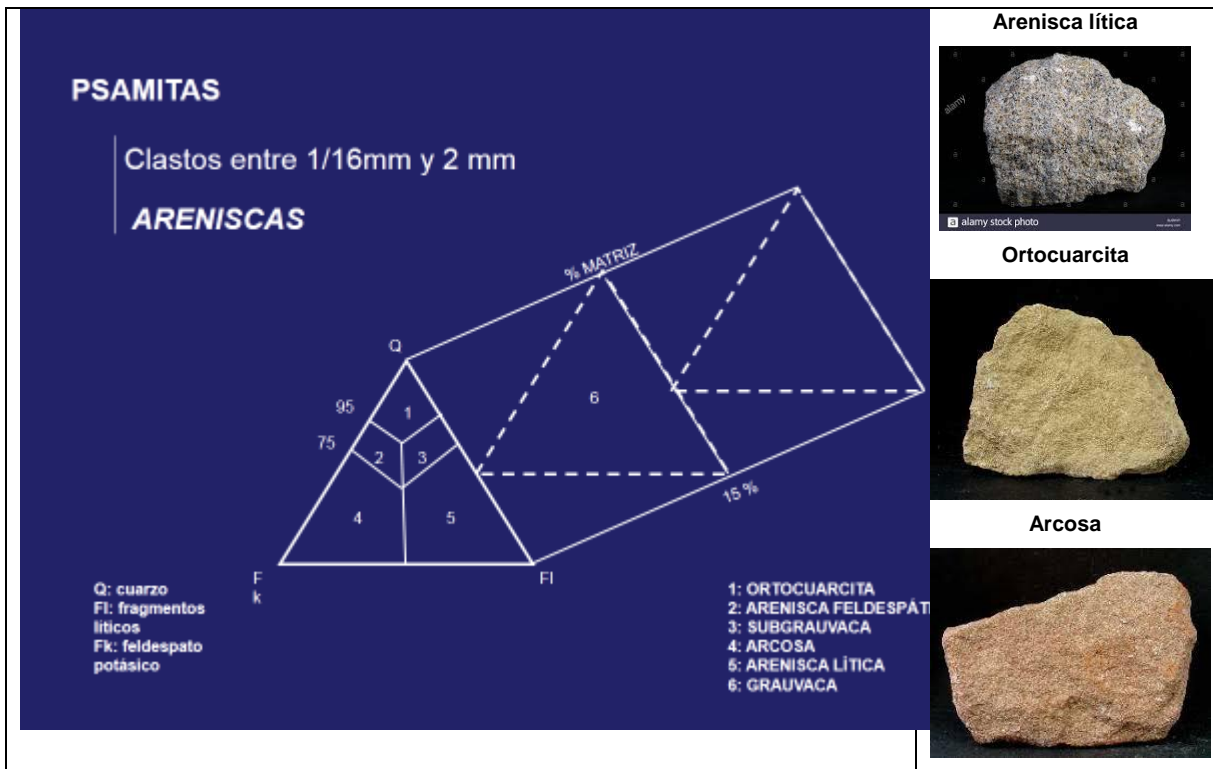 PSAMITAS
Clastos entre 1/16mm y 2 mm
ARENISCAS
% MATRIZ
Q
95
75
1
2
3
4
5
6
15 %
F
k
Fl
Q: cuarzo
Fl: fragmentos
líticos
Fk: feldespato
potásico
1: ORTOCUARCITA
2: ARENISCA FELDESPÁTI
3: SUBGRAUVACA
4: ARCOSA
5: ARENISCA LÍTICA
6: GRAUVACA
Arenisca lítica
alamy
a alamy stock photo
Ortocuarcita
Arcosa